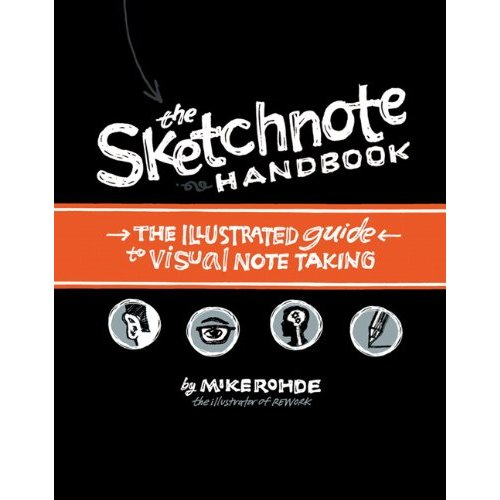 the
Sketchnote
HANDBOOK
THE ILLUSTRATED guide
to VISUAL NOTE TAKING
by MIKE ROHDE
the illustrator of REWORK